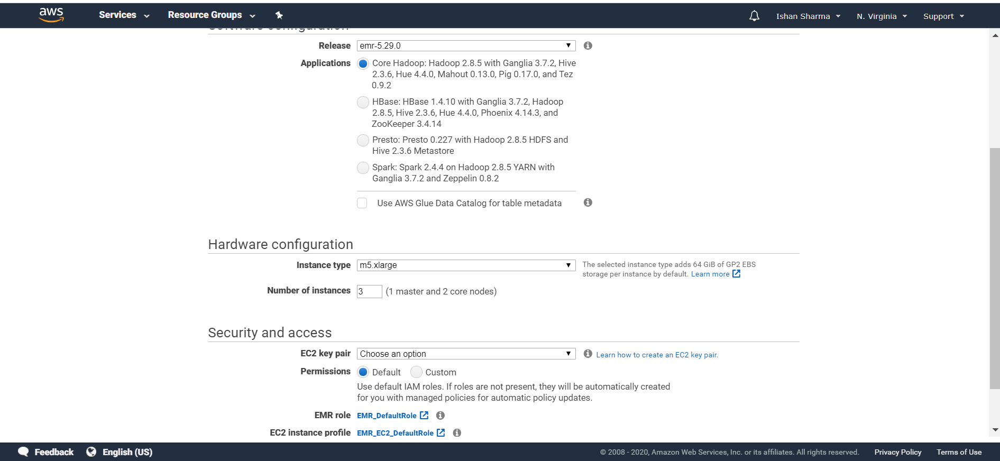 aws Services Resource Groups Ishan Sharma N. Virginia Support
Software configuration
Release emr-5.29.0
Applications Core Hadoop: Hadoop 2.8.5 with Ganglia 3.7.2, Hive
2.3.6, Hue 4.4.0, Mahout 0.13.0, Pig 0.17.0, and Tez
0.9.2
HBase: HBase 1.4.10 with Ganglia 3.7.2, Hadoop
2.8.5, Hive 2.3.6, Hue 4.4.0, Phoenix 4.14.3, and
ZooKeeper 3.4.14
Presto: Presto 0.227 with Hadoop 2.8.5 HDFS and
Hive 2.3.6 Metastore
Spark: Spark 2.4.4 on Hadoop 2.8.5 YARN with
Ganglia 3.7.2 and Zeppelin 0.8.2
Use AWS Glue Data Catalog for table metadata
Hardware configuration
Instance type m5.xlarge
The selected instance type adds 64 GiB of GP2 EBS
storage per instance by default. Learn more
Number of instances 3 (1 master and 2 core nodes)
Security and access
EC2 key pair Choose an option Learn how to create an EC2 key pair.
Permissions Default Custom
Use default IAM roles. If roles are not present, they will be automatically created
for you with managed policies for automatic policy updates.
EMR role EMR_DefaultRole
EC2 instance profile EMR_EC2_DefaultRole
Feedback English (US) © 2008 - 2020, Amazon Web Services, Inc. or its affiliates. All rights reserved. Privacy Policy Terms of Use